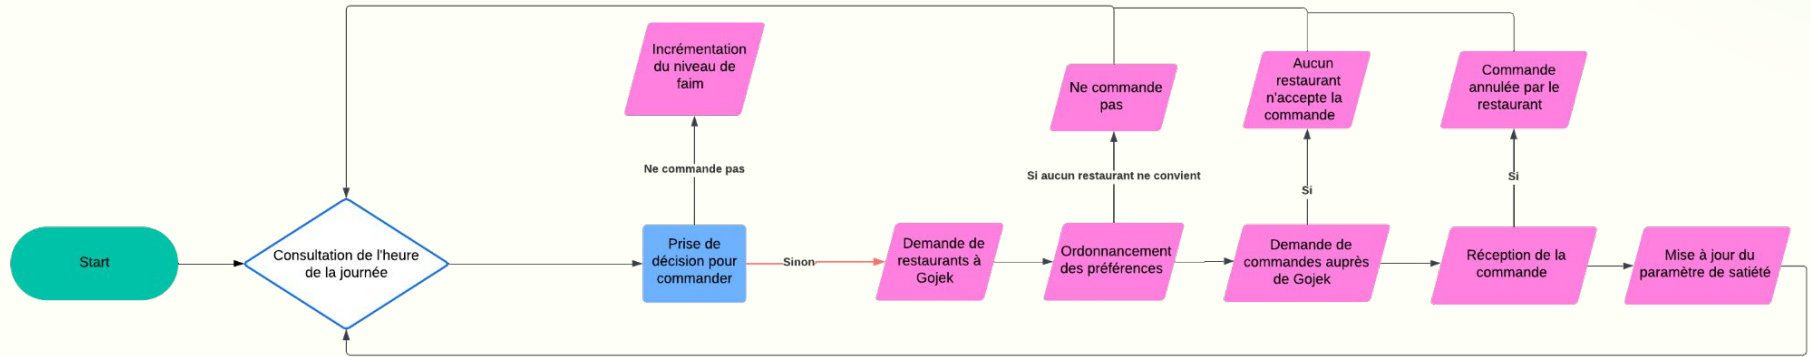 Start
Consultation de l'heure
de la journée
Incrémentation
du niveau de
faim
Ne commande pas
Prise de
décision pour
commander
Sinon
Demande de
restaurants à
Gojek
Ne commande
pas
Si aucun restaurant ne convient
Ordonnancement
des préférences
Aucun
restaurant
n'accepte la
commande
Si
Demande de
commandes auprès
de Gojek
Commande
annulée par le
restaurant
Si
Réception de la
commande
Mise à jour du
paramètre de satiété